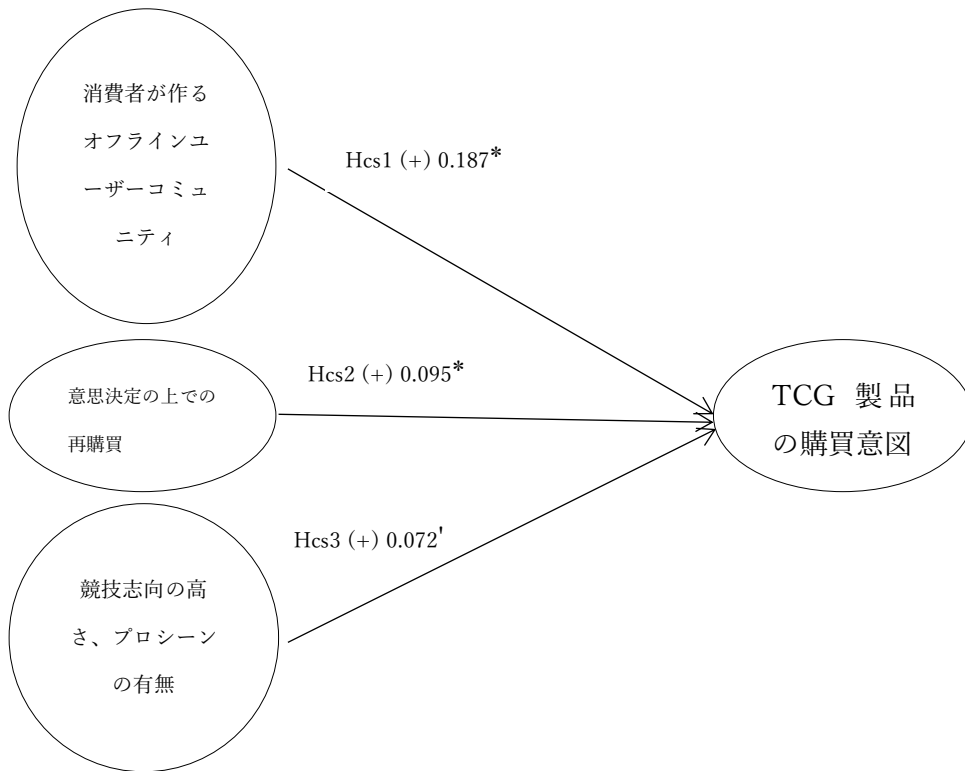 消費者が作る
オフラインユ
ーザーコミュ
ニティ
Hcs1 (+) 0.187*
意思決定の上での
再購買
Hcs2 (+) 0.095*
TCG 製品
の購買意図
競技志向の高
さ、プロシーン
の有無
Hcs3 (+) 0.072'